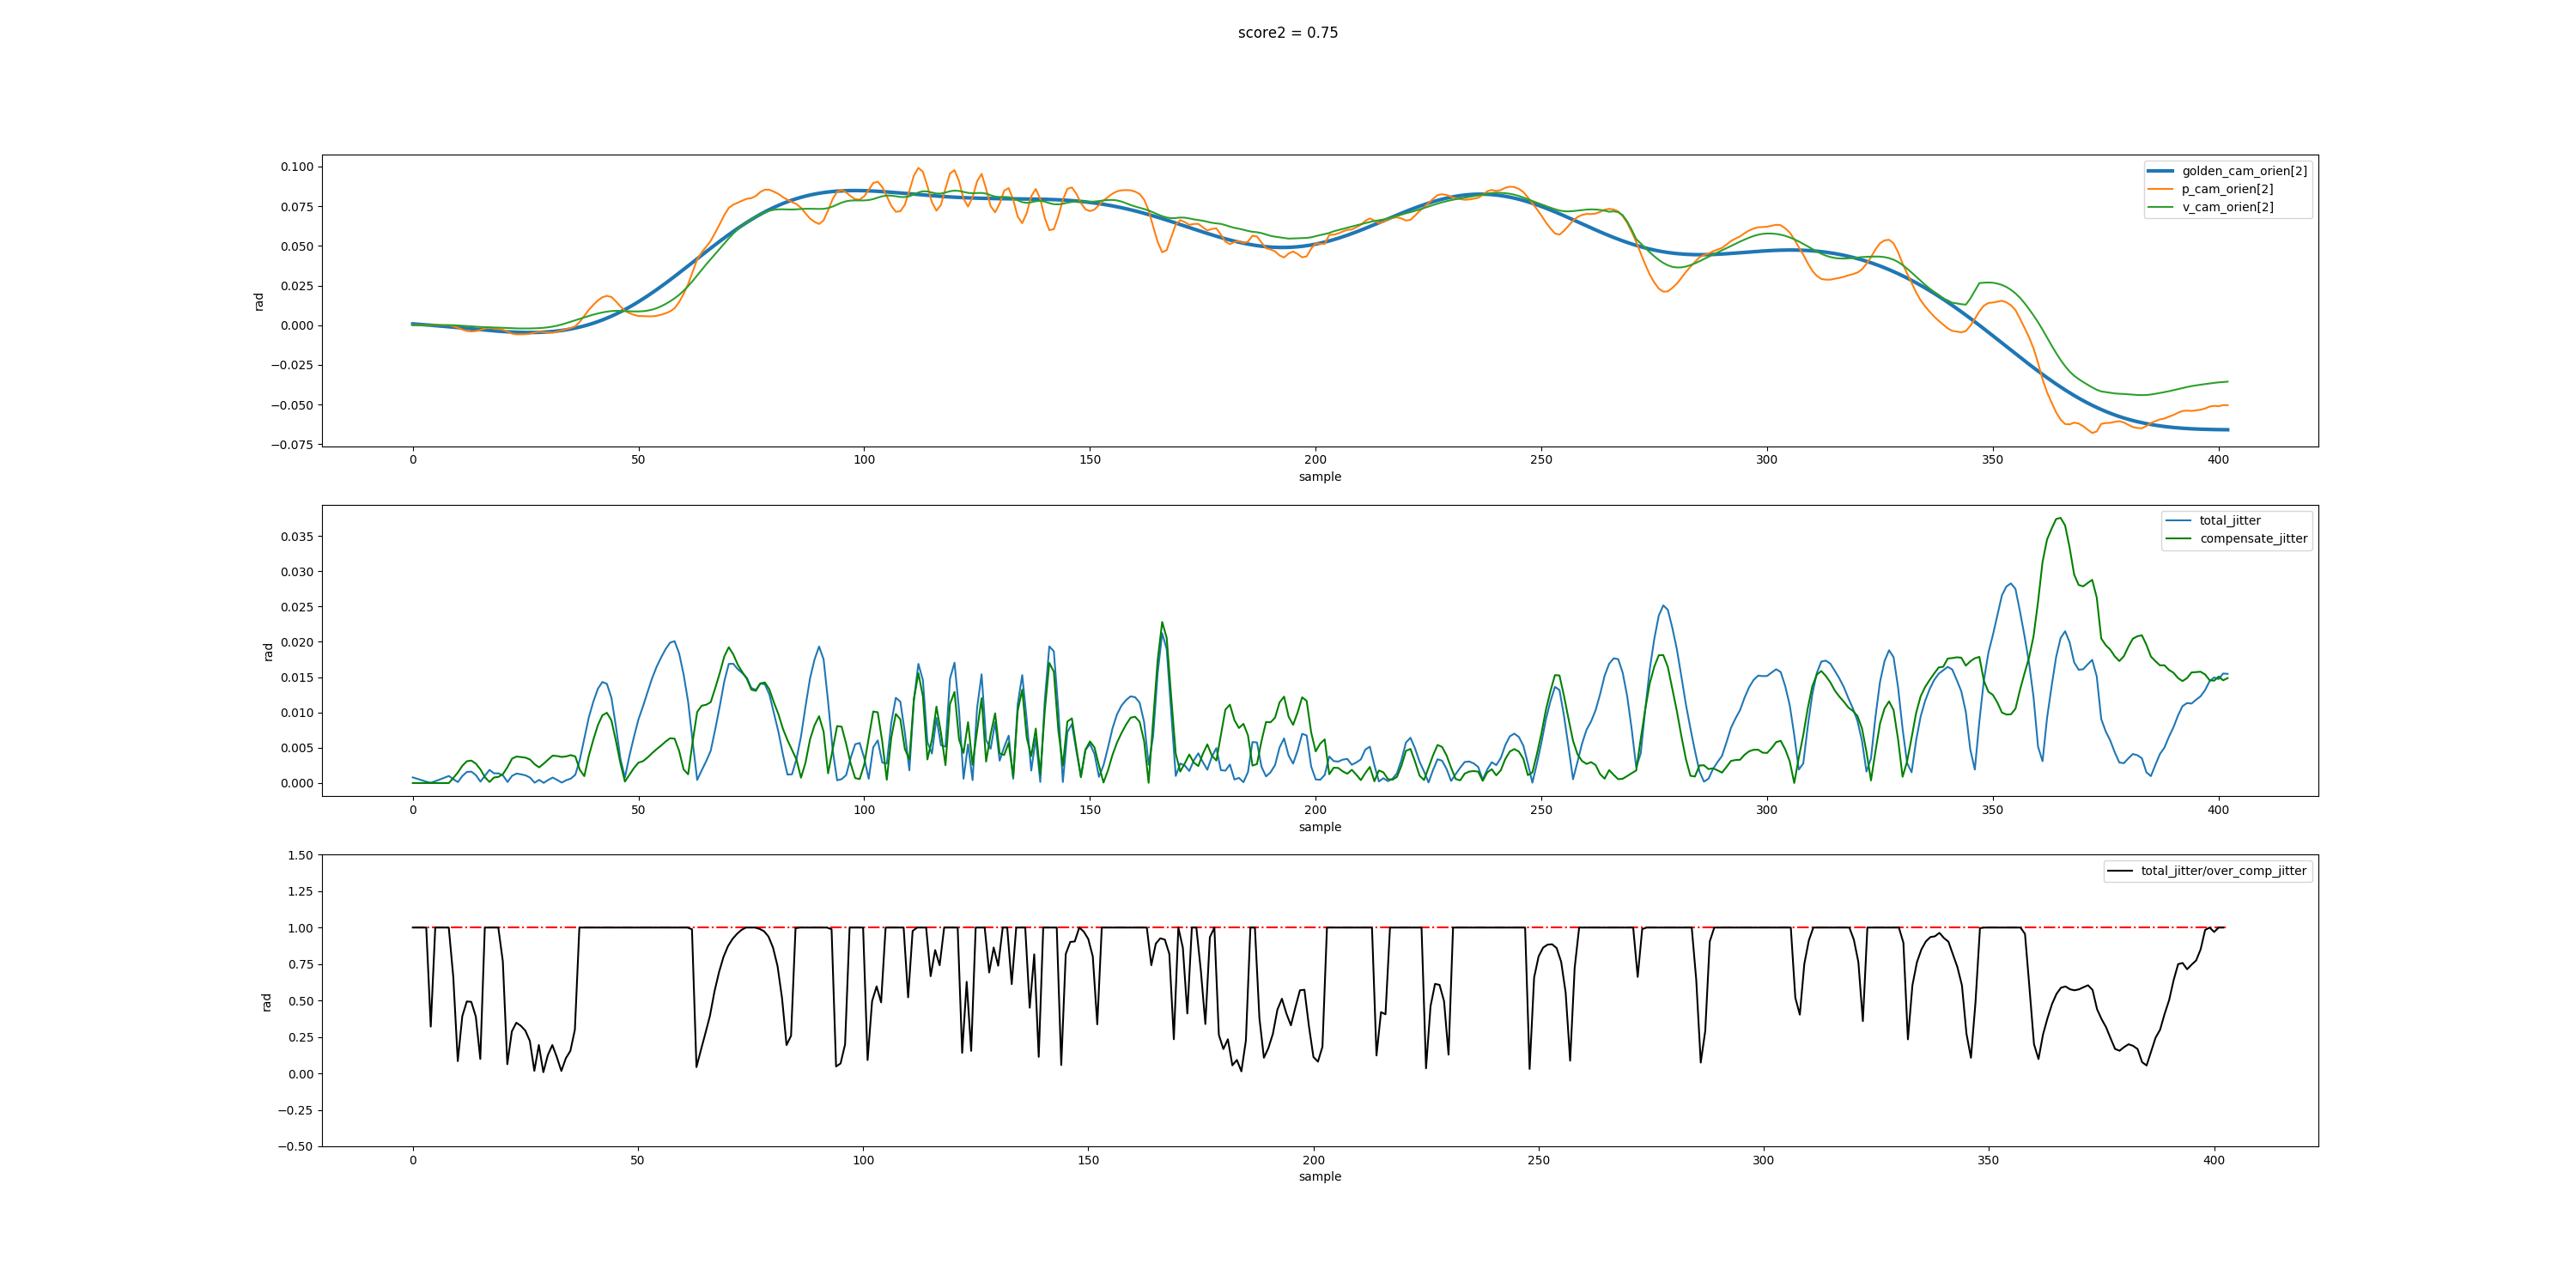 score2 = 0.75
0.100
0.075
0.050
0.025
0.000
−0.025
−0.050
−0.075
rad
golden_cam_orien[2]
p_cam_orien[2]
v_cam_orien[2]
0 50 100 150 200 250 300 350 400
sample
0.035
0.030
0.025
0.020
0.015
0.010
0.005
0.000
rad
total_jitter
compensate_jitter
0 50 100 150 200 250 300 350 400
sample
1.50
1.25
1.00
0.75
0.50
0.25
0.00
−0.25
−0.50
rad
total_jitter/over_comp_jitter
0 50 100 150 200 250 300 350 400
sample